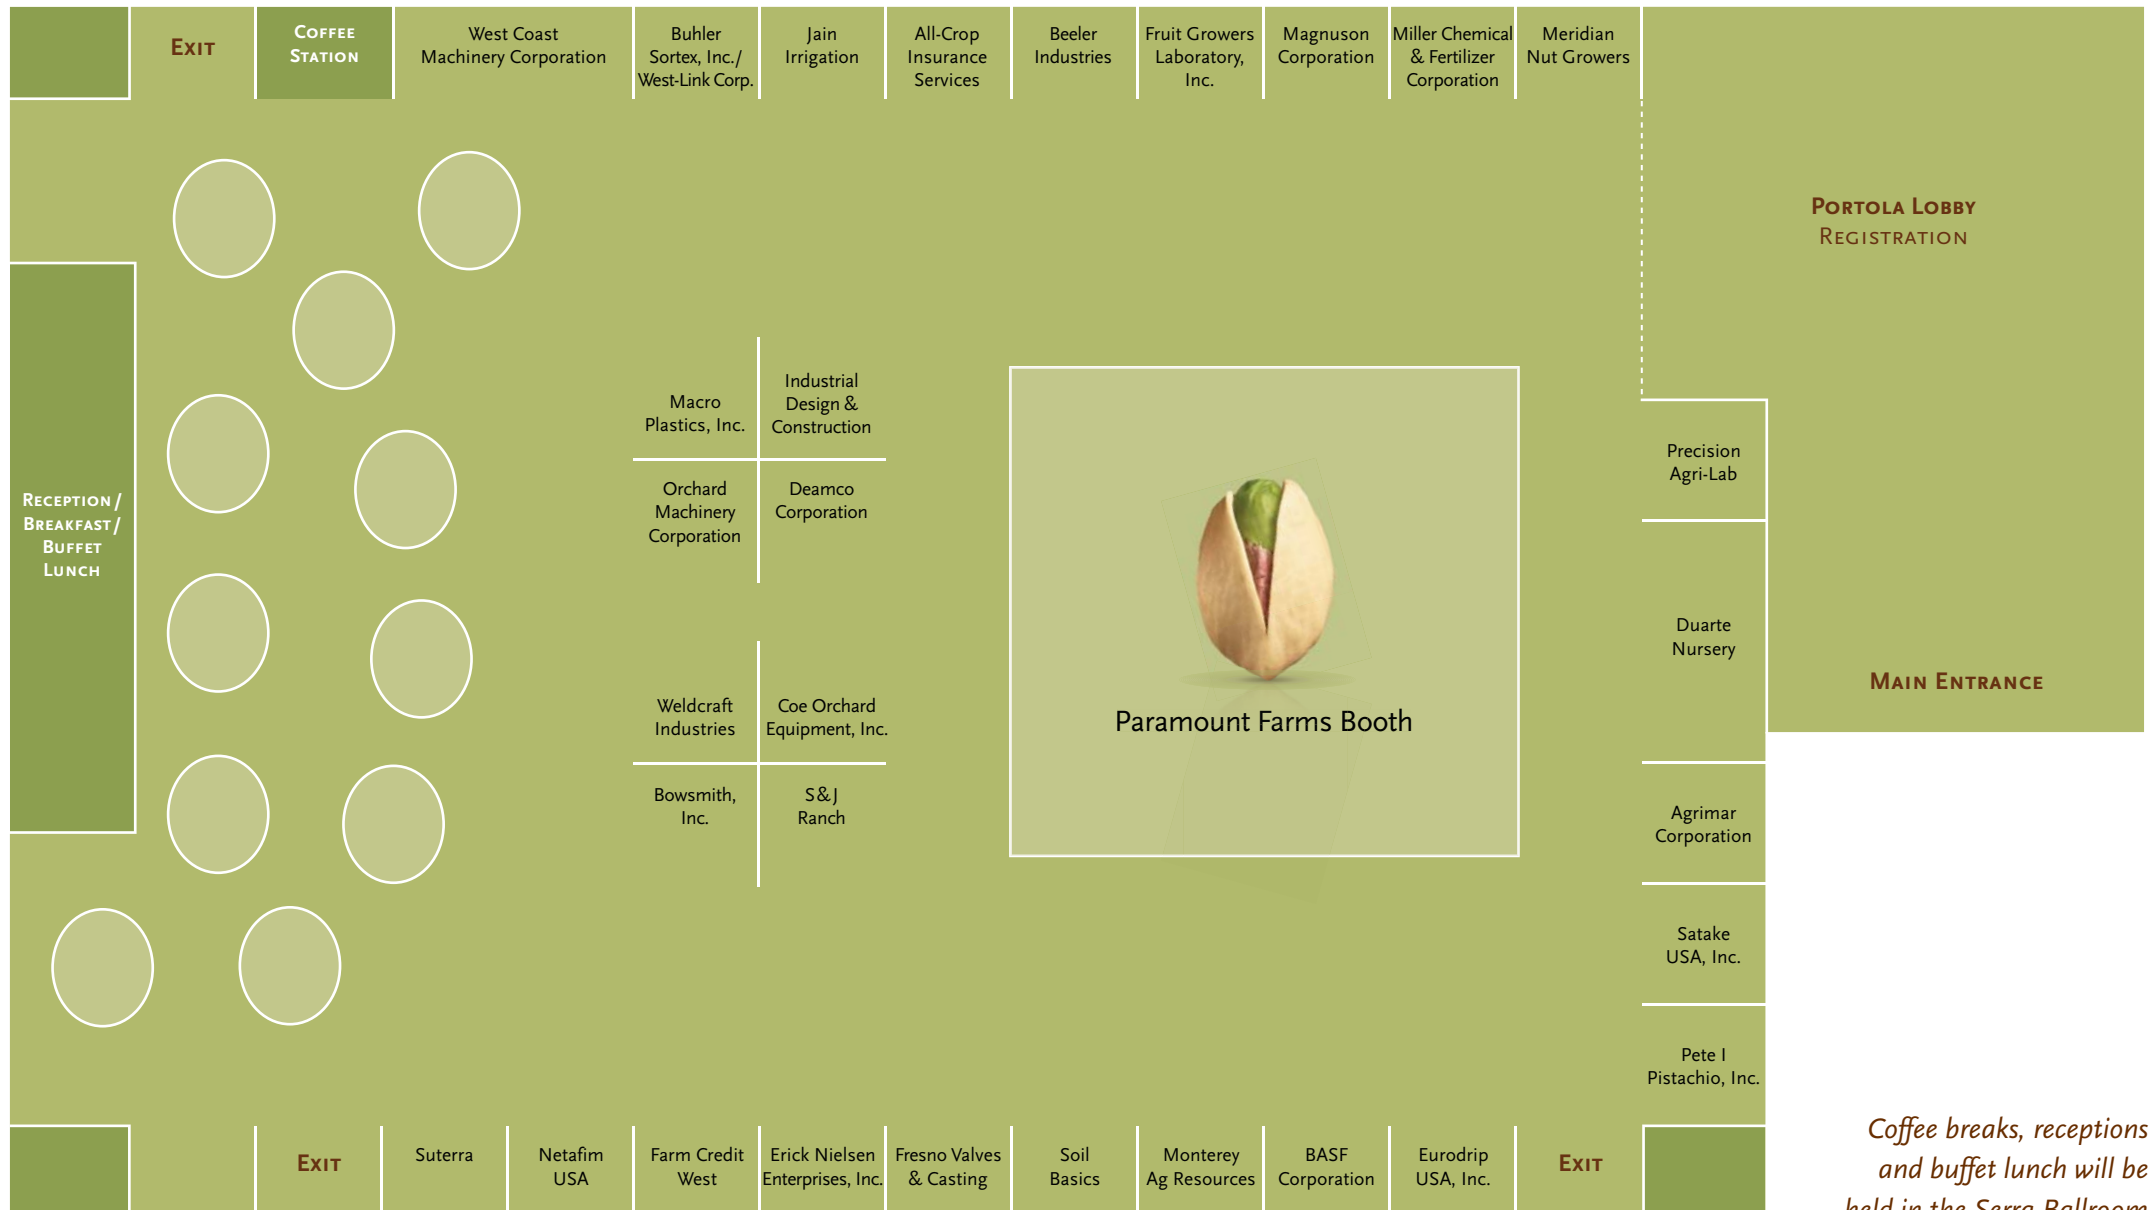 Exit
Coffee
Station
West Coast
Machinery Corporation
Buhler
Sortex, Inc./
West-Link Corp.
Jain
Irrigation
All-Crop
Insurance
Services
Beeler
Industries
Fruit Growers
Laboratory,
Inc.
Magnuson
Corporation
Miller Chemical
& Fertilizer
Corporation
Meridian
Nut Growers
Portola Lobby
Registration
Macro
Plastics, Inc.
Industrial
Design &
Construction
Orchard
Machinery
Corporation
Deamco
Corporation
Reception/
Breakfast/
Buffet
Lunch
Precision
Agri-Lab
Duarte
Nursery
Main Entrance
Weldcraft
Industries
Coe Orchard
Equipment, Inc.
Paramount Farms Booth
Bowsmith,
Inc.
S&J
Ranch
Agrimar
Corporation
Satake
USA, Inc.
Pete I
Pistachio, Inc.
Exit
Suterra
Netafim
USA
Farm Credit
West
Erick Nielsen
Enterprises, Inc.
Fresno Valves
& Casting
Soil
Basics
Monterey
Ag Resources
BASF
Corporation
Eurodrip
USA, Inc.
Exit
Coffee breaks, receptions
and buffet lunch will be
held in the Serra Ballroom